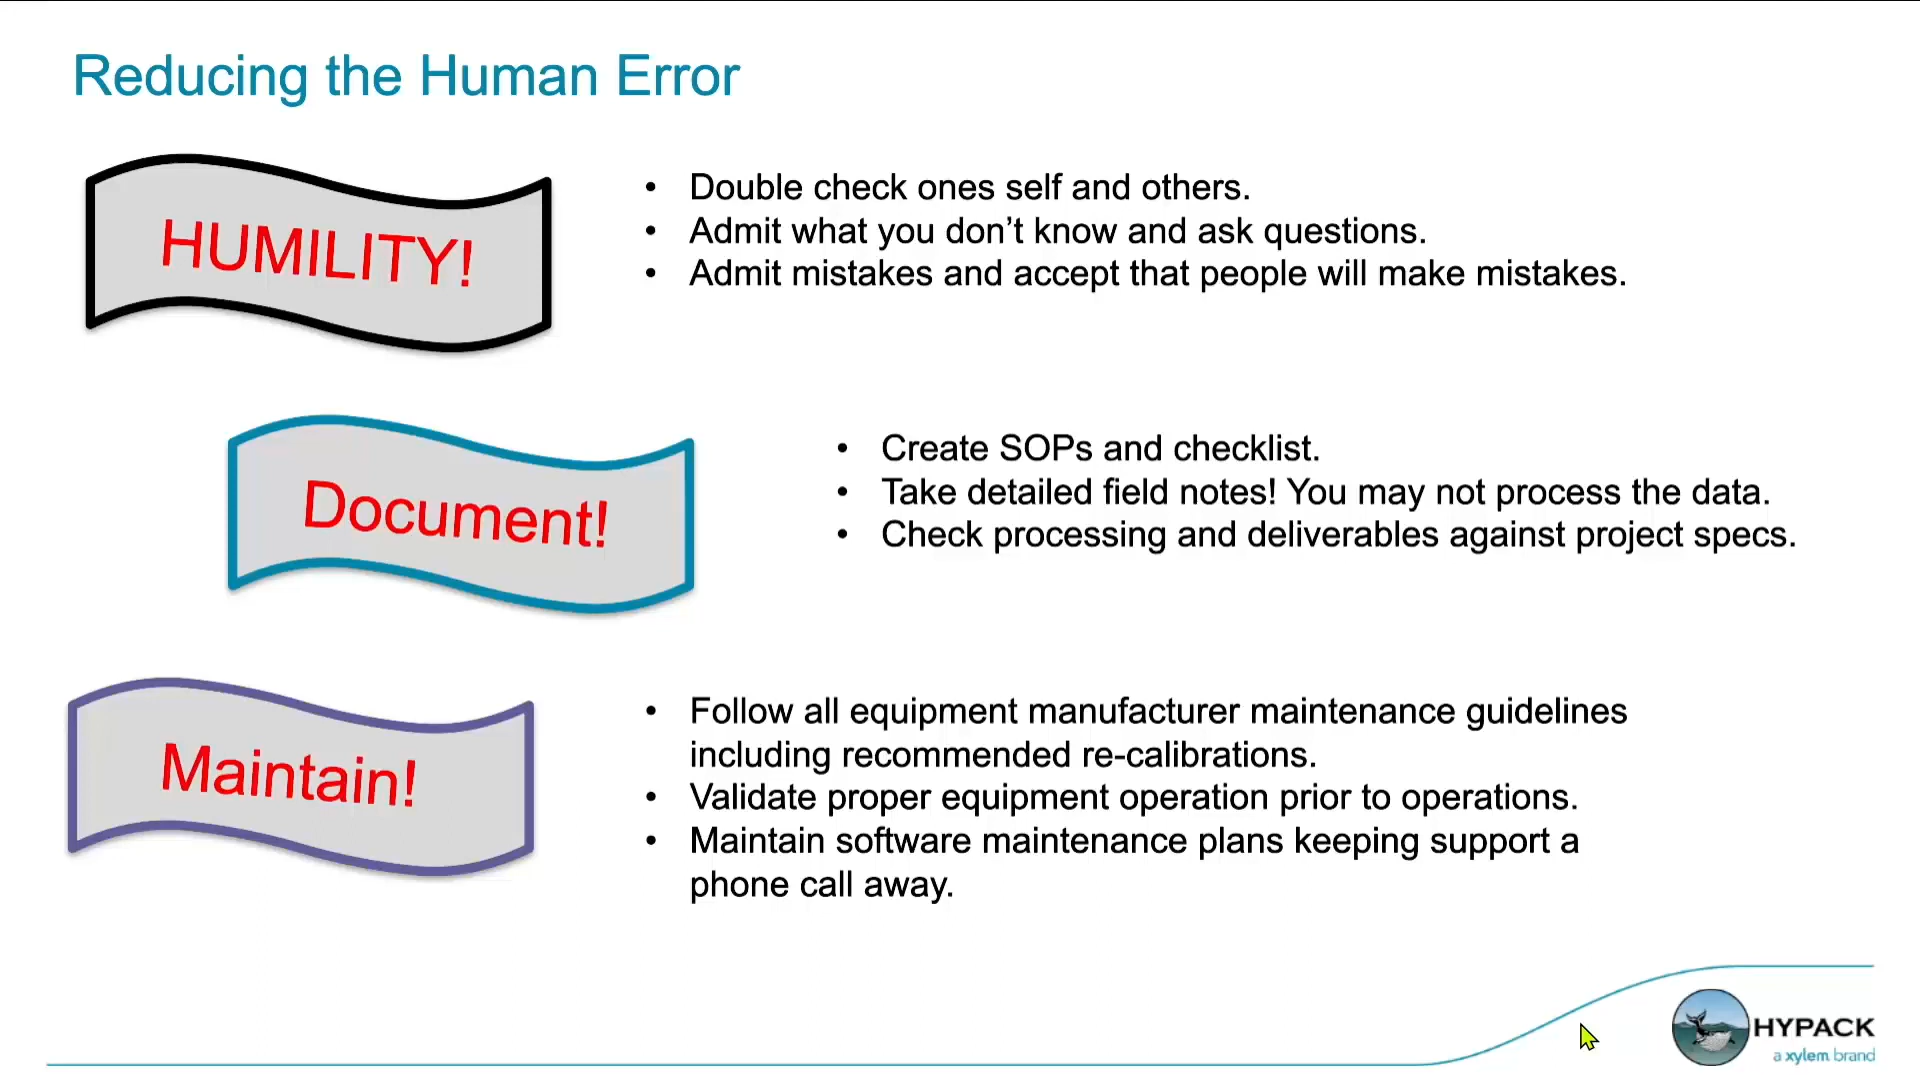 Reducing the Human Error
HUMILITY!
• Double check ones self and others.
• Admit what you don’t know and ask questions.
• Admit mistakes and accept that people will make mistakes.
Document!
• Create SOPs and checklist.
• Take detailed field notes! You may not process the data.
• Check processing and deliverables against project specs.
Maintain!
• Follow all equipment manufacturer maintenance guidelines
including recommended re-calibrations.
• Validate proper equipment operation prior to operations.
• Maintain software maintenance plans keeping support a
phone call away.
HYPACK
a xylem brand